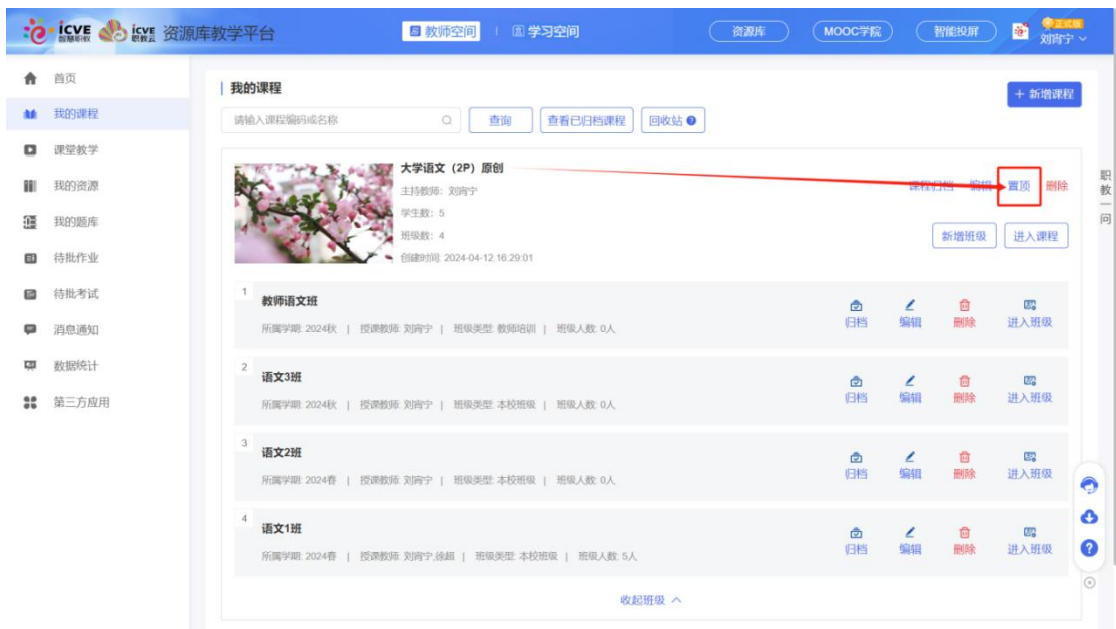 icve 智慧职教 icve 职教云 资源库教学平台
教师空间 | 学习空间
资源库 MOOC学院 智能投屏
正式版
刘宵宁
首页
我的课程
课堂教学
我的资源
我的题库
待批作业
待批考试
消息通知
数据统计
第三方应用
我的课程
+ 新增课程
请输入课程编码或名称 查询 查看已归档课程 回收站
大学语文（2P）原创
主持教师：刘宵宁
课程归档 编辑 置顶 删除
学生数：5
班级数：4
新增班级 进入课程
创建时间: 2024-04-12 16:29:01
1 教师语文班
所属学期: 2024秋 | 授课教师: 刘宵宁 | 班级类型: 教师培训 | 班级人数: 0人
归档 编辑 删除 进入班级
2 语文3班
所属学期: 2024秋 | 授课教师: 刘宵宁 | 班级类型: 本校班级 | 班级人数: 0人
归档 编辑 删除 进入班级
3 语文2班
所属学期: 2024春 | 授课教师: 刘宵宁 | 班级类型: 本校班级 | 班级人数: 0人
归档 编辑 删除 进入班级
4 语文1班
所属学期: 2024春 | 授课教师: 刘宵宁,徐超 | 班级类型: 本校班级 | 班级人数: 5人
归档 编辑 删除 进入班级
收起班级
职教一问